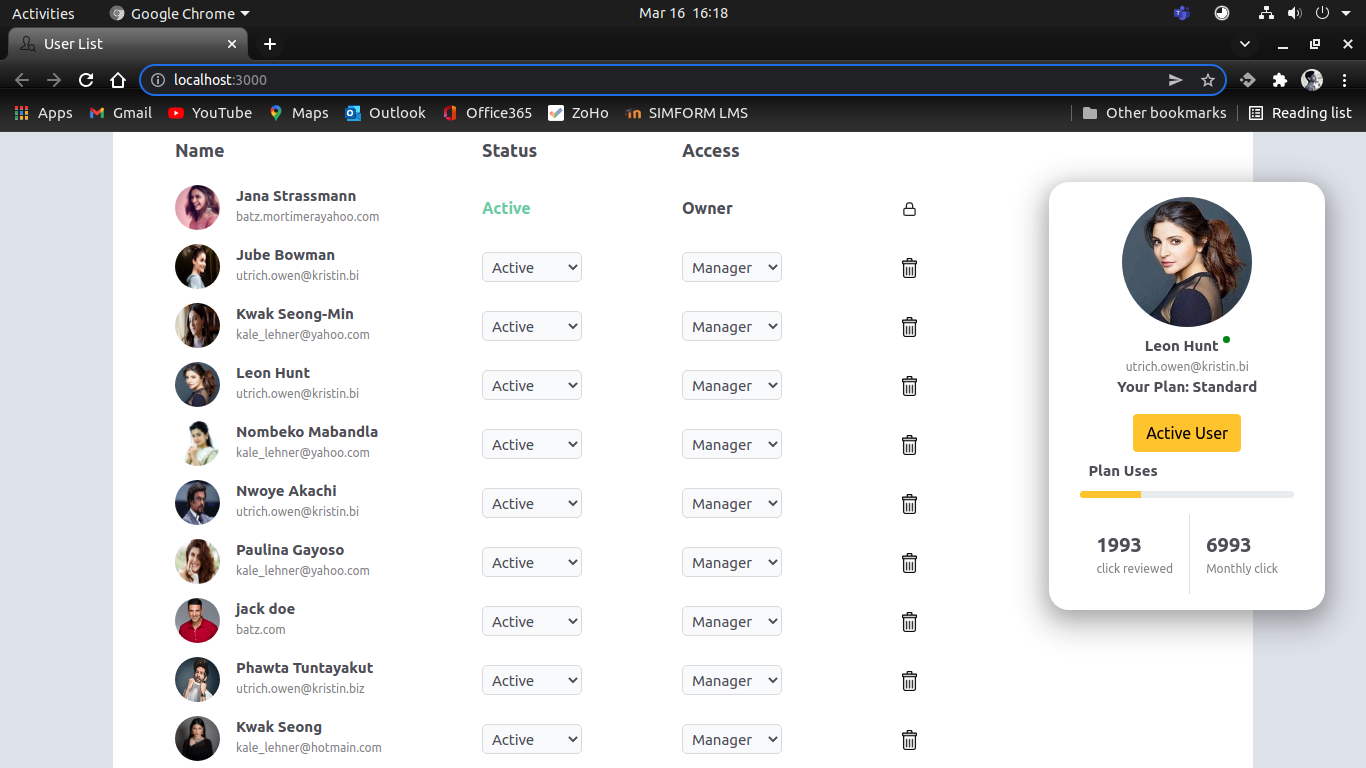 Activities Google Chrome Mar 16 16:18
User List
localhost:3000
Apps Gmail YouTube Maps Outlook Office365 ZoHo SIMFORM LMS Other bookmarks Reading list
Name Status Access
Jana Strassmann
batz.mortimerayahoo.com
Active Owner
Jube Bowman
utrich.owen@kristin.bi
Active Manager
Kwak Seong-Min
kale_lehner@yahoo.com
Active Manager
Leon Hunt
utrich.owen@kristin.bi
Active Manager
Nombeko Mabandla
kale_lehner@yahoo.com
Active Manager
Nwoye Akachi
utrich.owen@kristin.bi
Active Manager
Paulina Gayoso
kale_lehner@yahoo.com
Active Manager
jack doe
batz.com
Active Manager
Phawta Tuntayakut
utrich.owen@kristin.biz
Active Manager
Kwak Seong
kale_lehner@hotmain.com
Active Manager
Leon Hunt
utrich.owen@kristin.bi
Your Plan: Standard
Active User
Plan Uses
1993 6993
click reviewed Monthly click